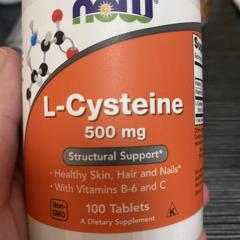 now
L-Cysteine
500 mg
Structural Support*
• Healthy Skin, Hair and Nails*
• With Vitamins B-6 and C
Non-
GMO
100 Tablets
A Dietary Supplement
K